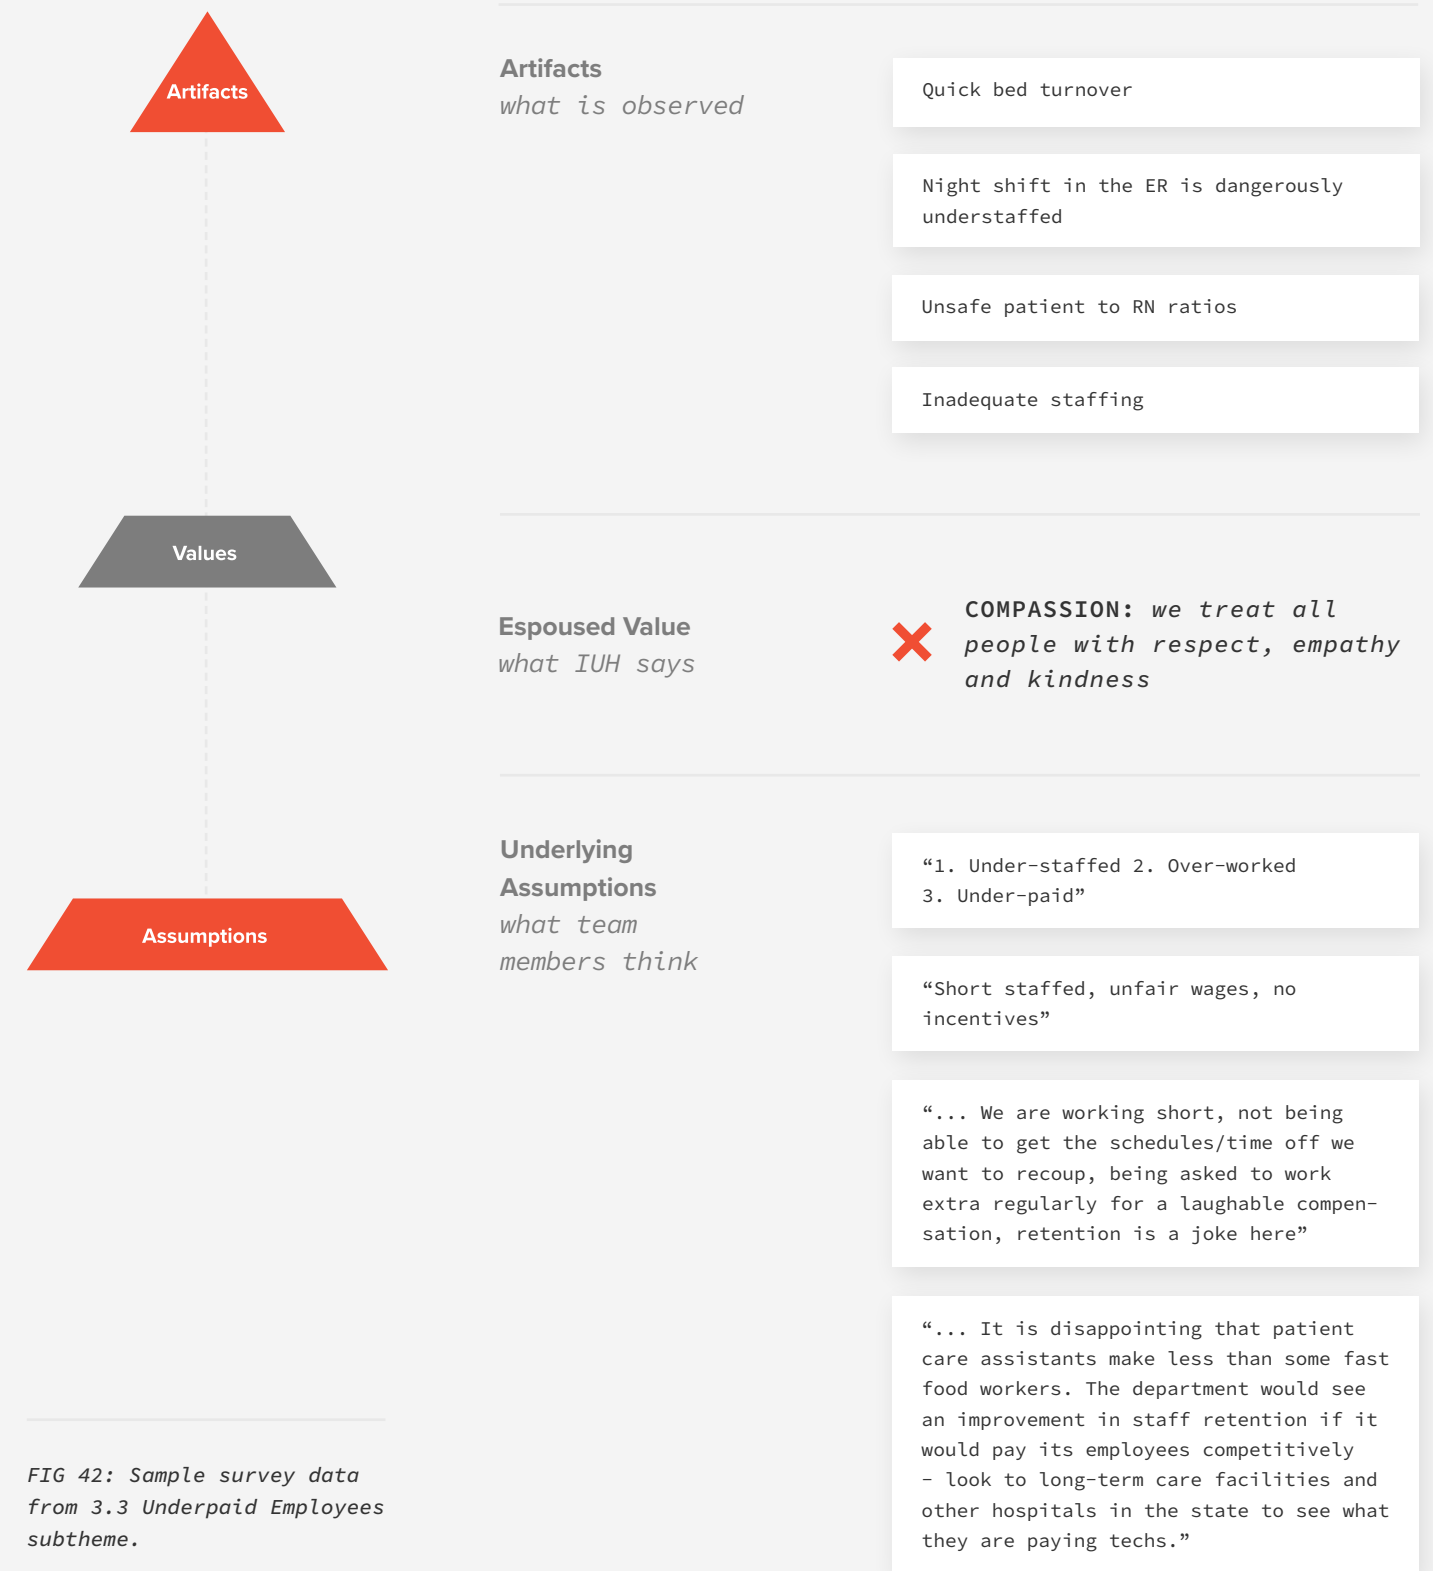 Artifacts
Artifacts
what is observed
Quick bed turnover
Night shift in the ER is dangerously
understaffed
Unsafe patient to RN ratios
Inadequate staffing
Values
Espoused Value
what IUH says
COMPASSION: we treat all
people with respect, empathy
and kindness
Assumptions
Underlying
Assumptions
what team
members think
“1. Under-staffed 2. Over-worked
3. Under-paid”
“Short staffed, unfair wages, no
incentives”
“... We are working short, not being
able to get the schedules/time off we
want to recoup, being asked to work
extra regularly for a laughable compen-
sation, retention is a joke here”
“... It is disappointing that patient
care assistants make less than some fast
food workers. The department would see
an improvement in staff retention if it
would pay its employees competitively
- look to long-term care facilities and
other hospitals in the state to see what
they are paying techs.”
FIG 42: Sample survey data
from 3.3 Underpaid Employees
subtheme.